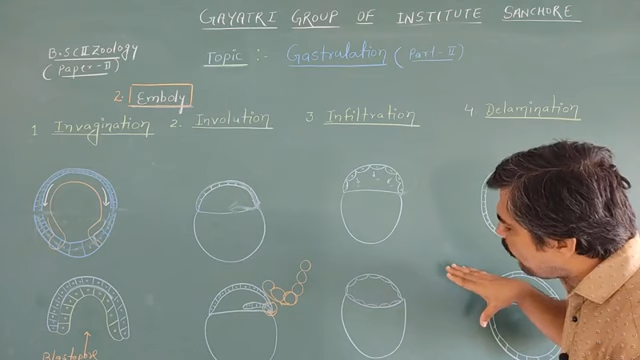 GAYATRI GROUP OF INSTITUTE SANCHORE
B.SC II Zoology
(Paper-II)
Topic :- Gastrulation (Part-II)
2. Emboly
1 Invagination 2. Involution 3 Infiltration 4 Delamination
Blastopore